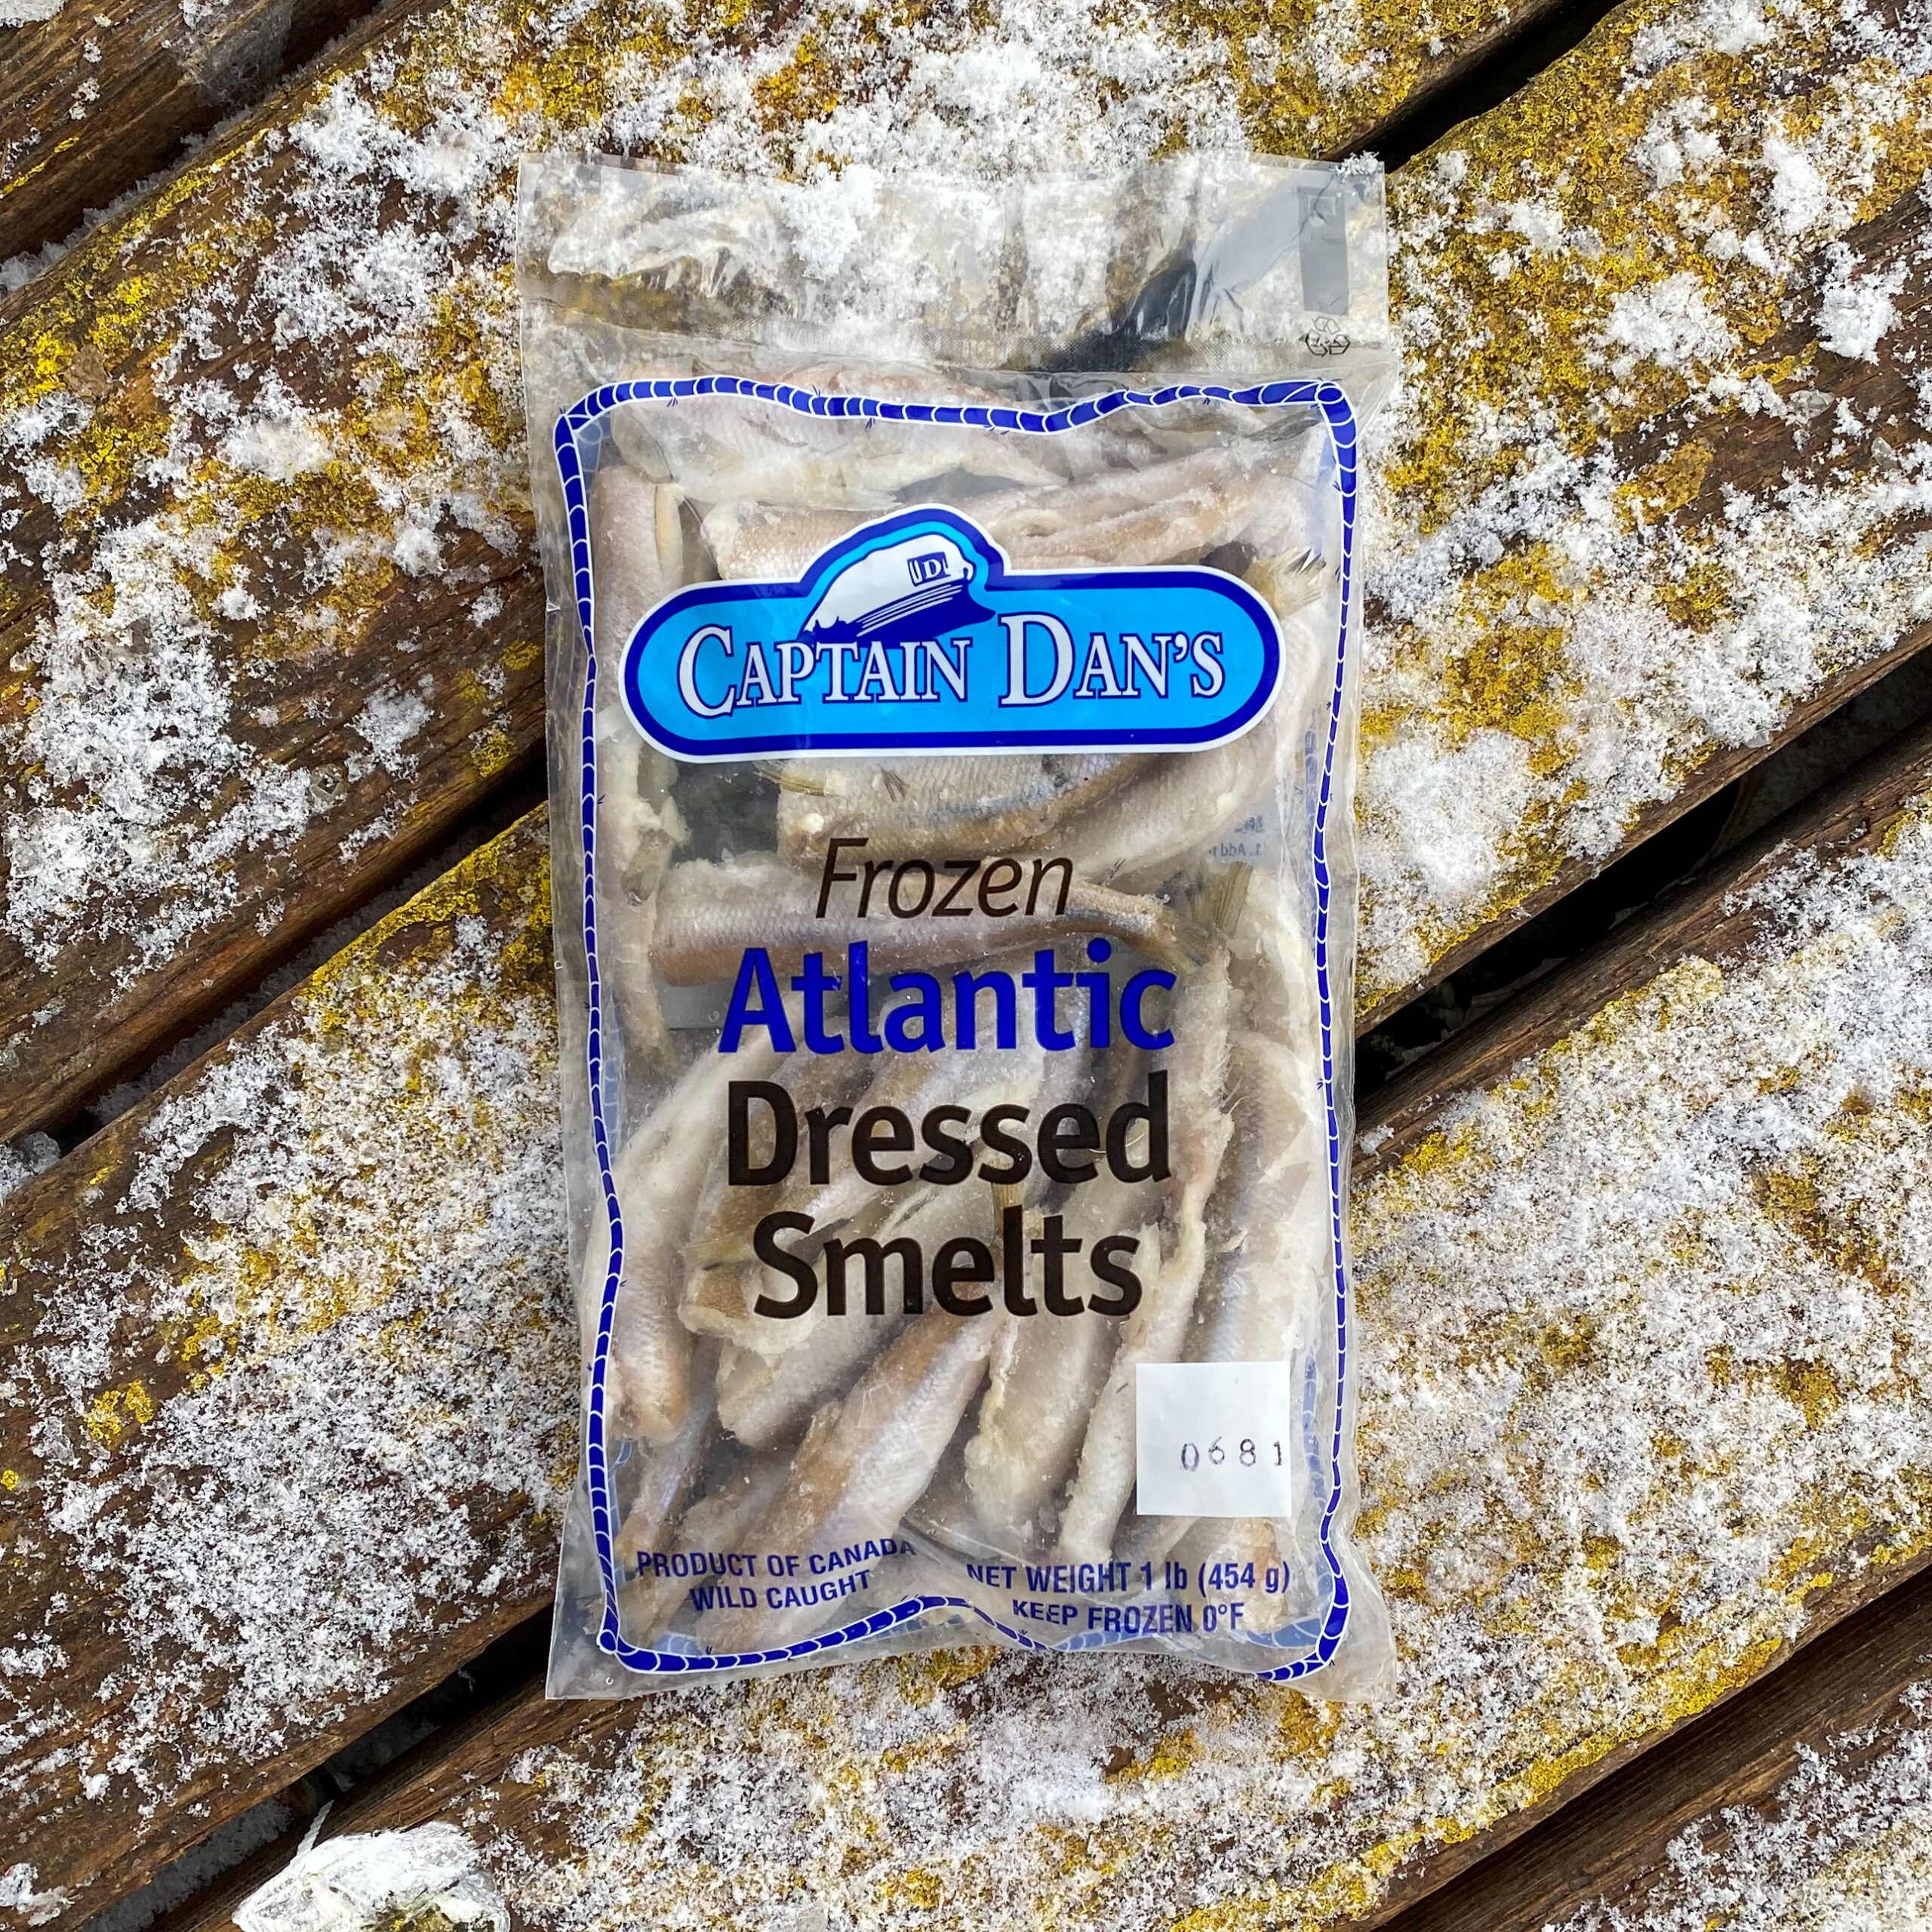 D
CAPTAIN DAN'S
Frozen
Atlantic
Dressed
Smelts
0681
PRODUCT OF CANADA
WILD CAUGHT
NET WEIGHT 1 lb (454 g)
KEEP FROZEN 0°F